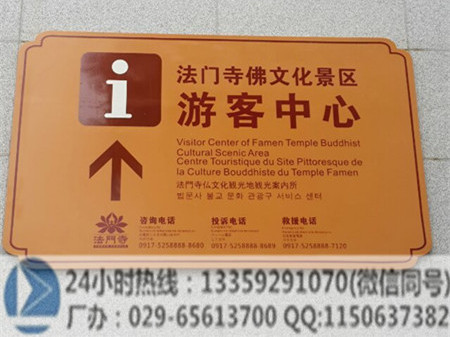 i
法门寺佛文化景区
游客中心
Visitor Center of Famen Temple Buddhist
Cultural Scenic Area
Centre Touristique du Site Pittoresque de
la Culture Bouddhiste du Temple Famen
法門寺仏文化観光地観光案内所
법문사 불교 문화 관광구 서비스 센터
法門寺
咨询电话
0917-5258888-8680
投诉电话
0917-5258888-8689
救援电话
0917-5258888-7120
24小时热线：13359291070(微信同号)
厂办：029-65613700 QQ:1150637382